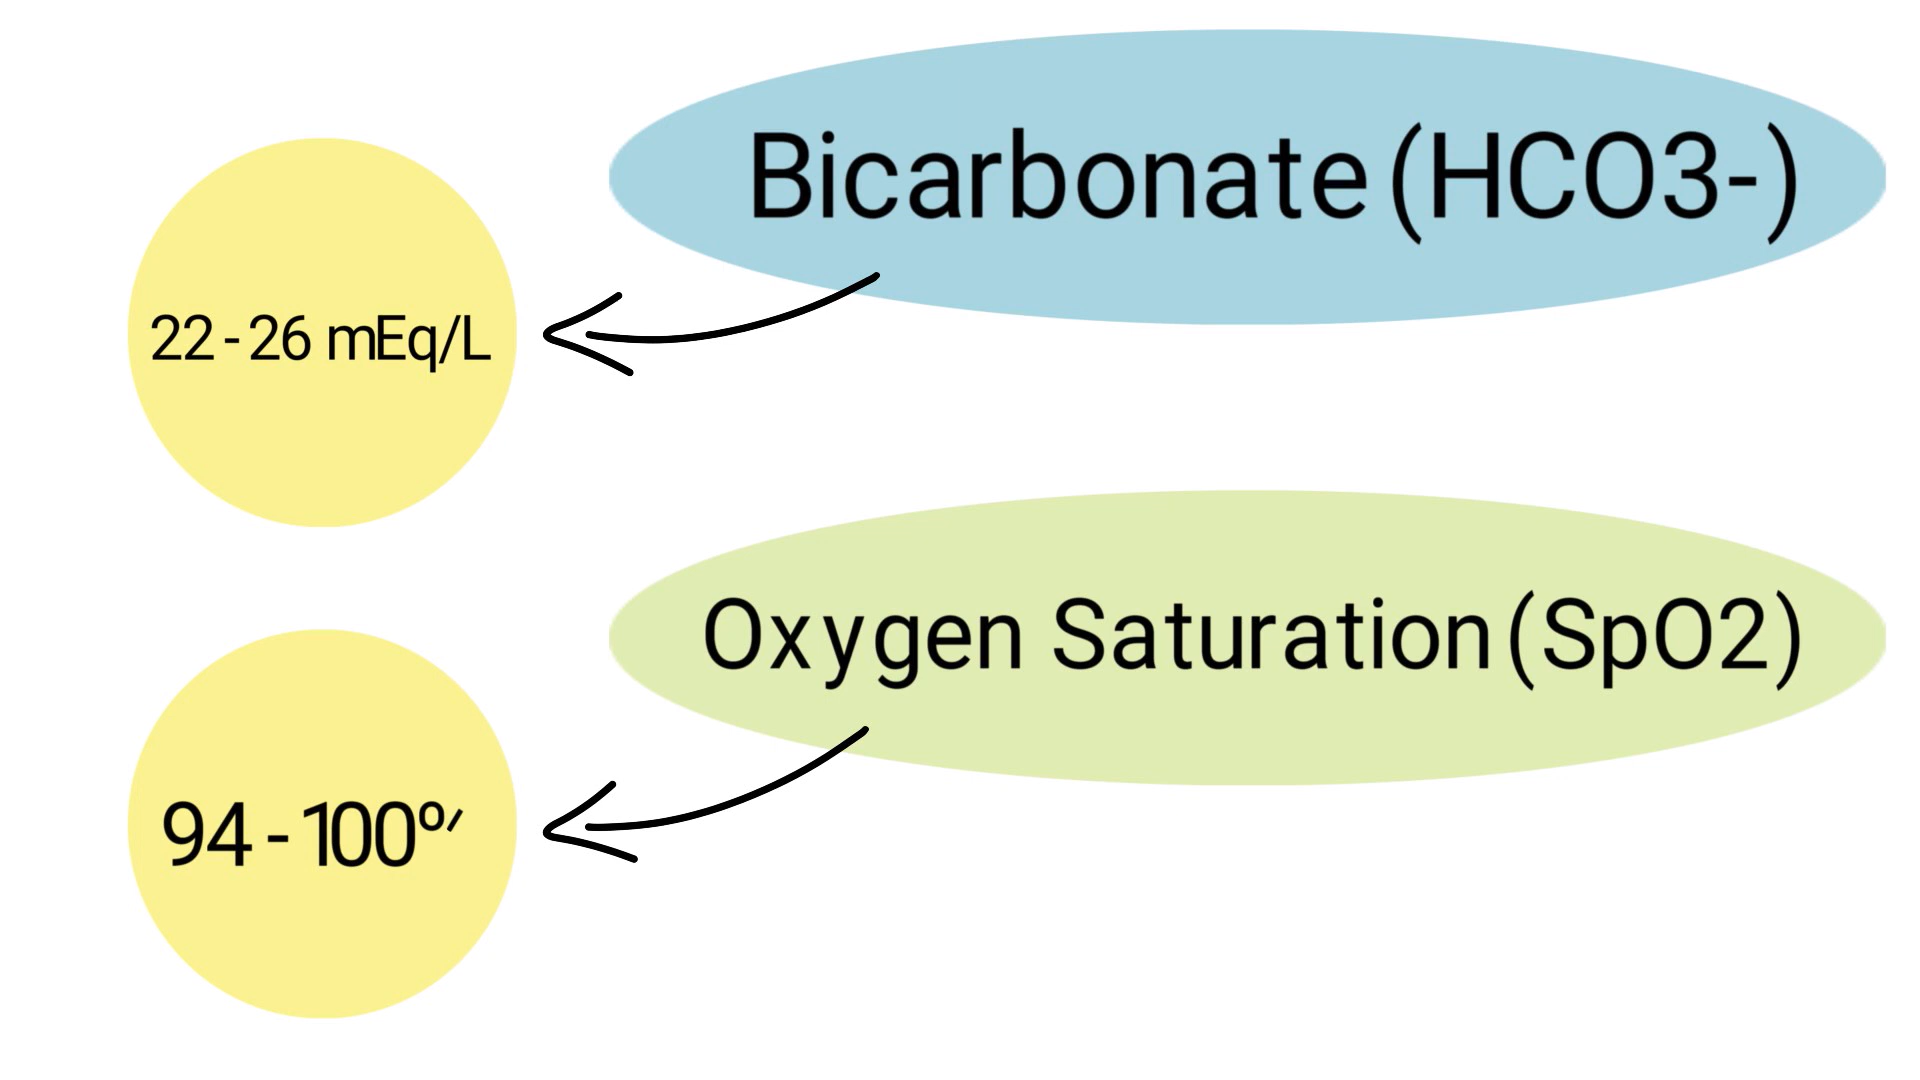 Bicarbonate (HCO3-)
22 - 26 mEq/L
Oxygen Saturation (SpO2)
94 - 100%